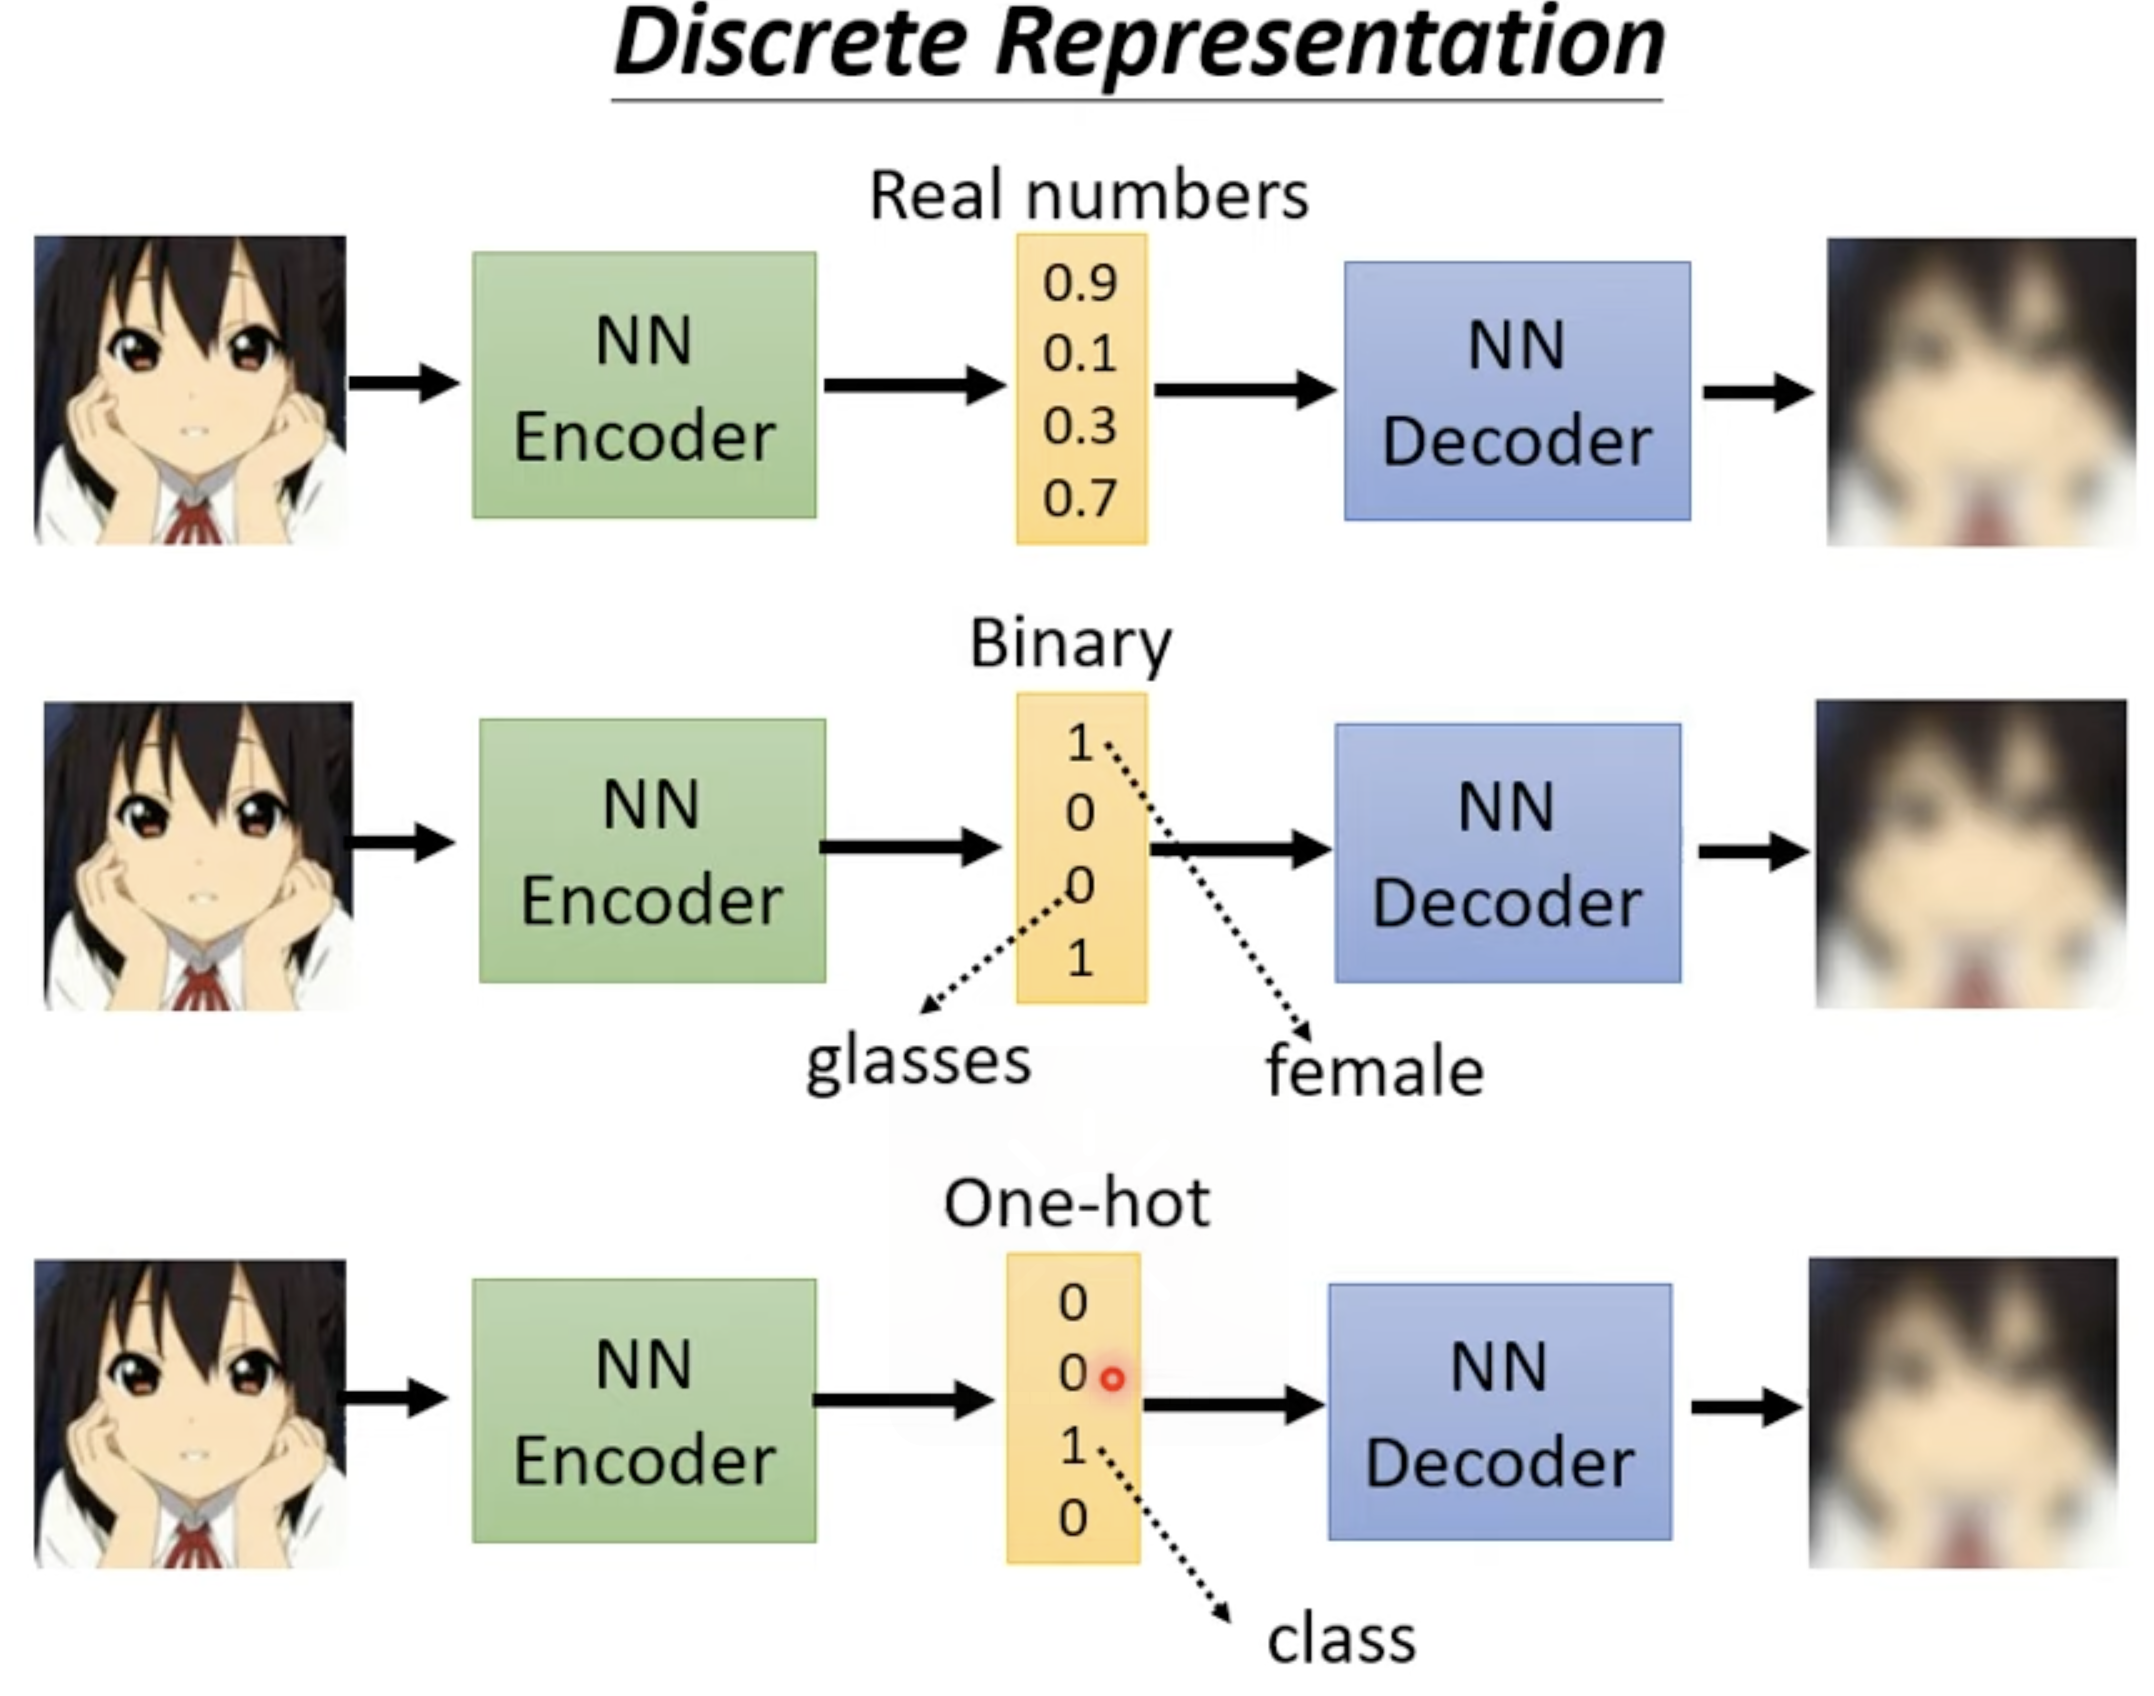 Discrete Representation
Real numbers
NN
Encoder
0.9
0.1
0.3
0.7
NN
Decoder
Binary
NN
Encoder
1
0
0
1
NN
Decoder
glasses
female
One-hot
NN
Encoder
0
0
1
0
NN
Decoder
class